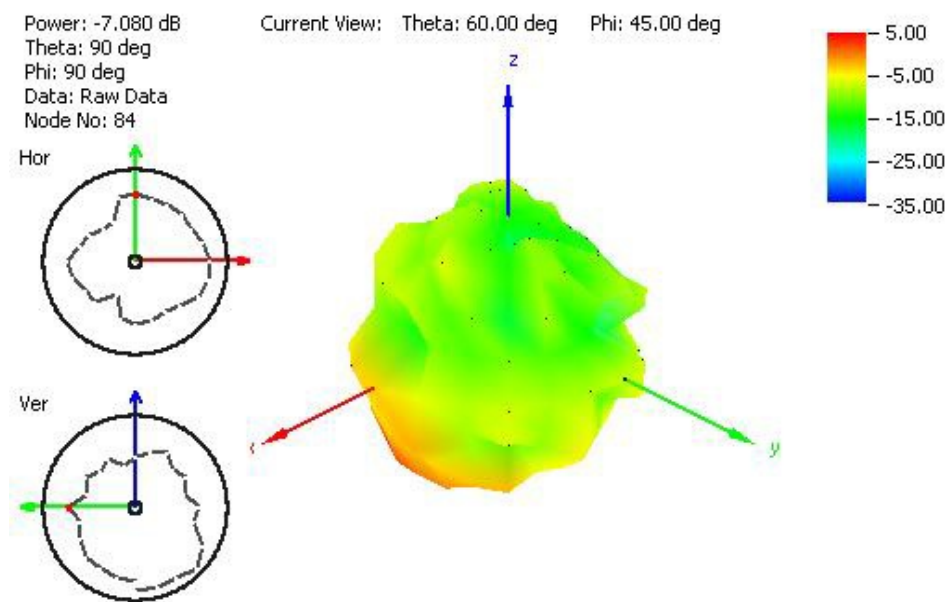 Power: -7.080 dB
Theta: 90 deg
Phi: 90 deg
Data: Raw Data
Node No: 84
Current View: Theta: 60.00 deg Phi: 45.00 deg
5.00
-5.00
-15.00
-25.00
-35.00
Hor
Ver
z
y